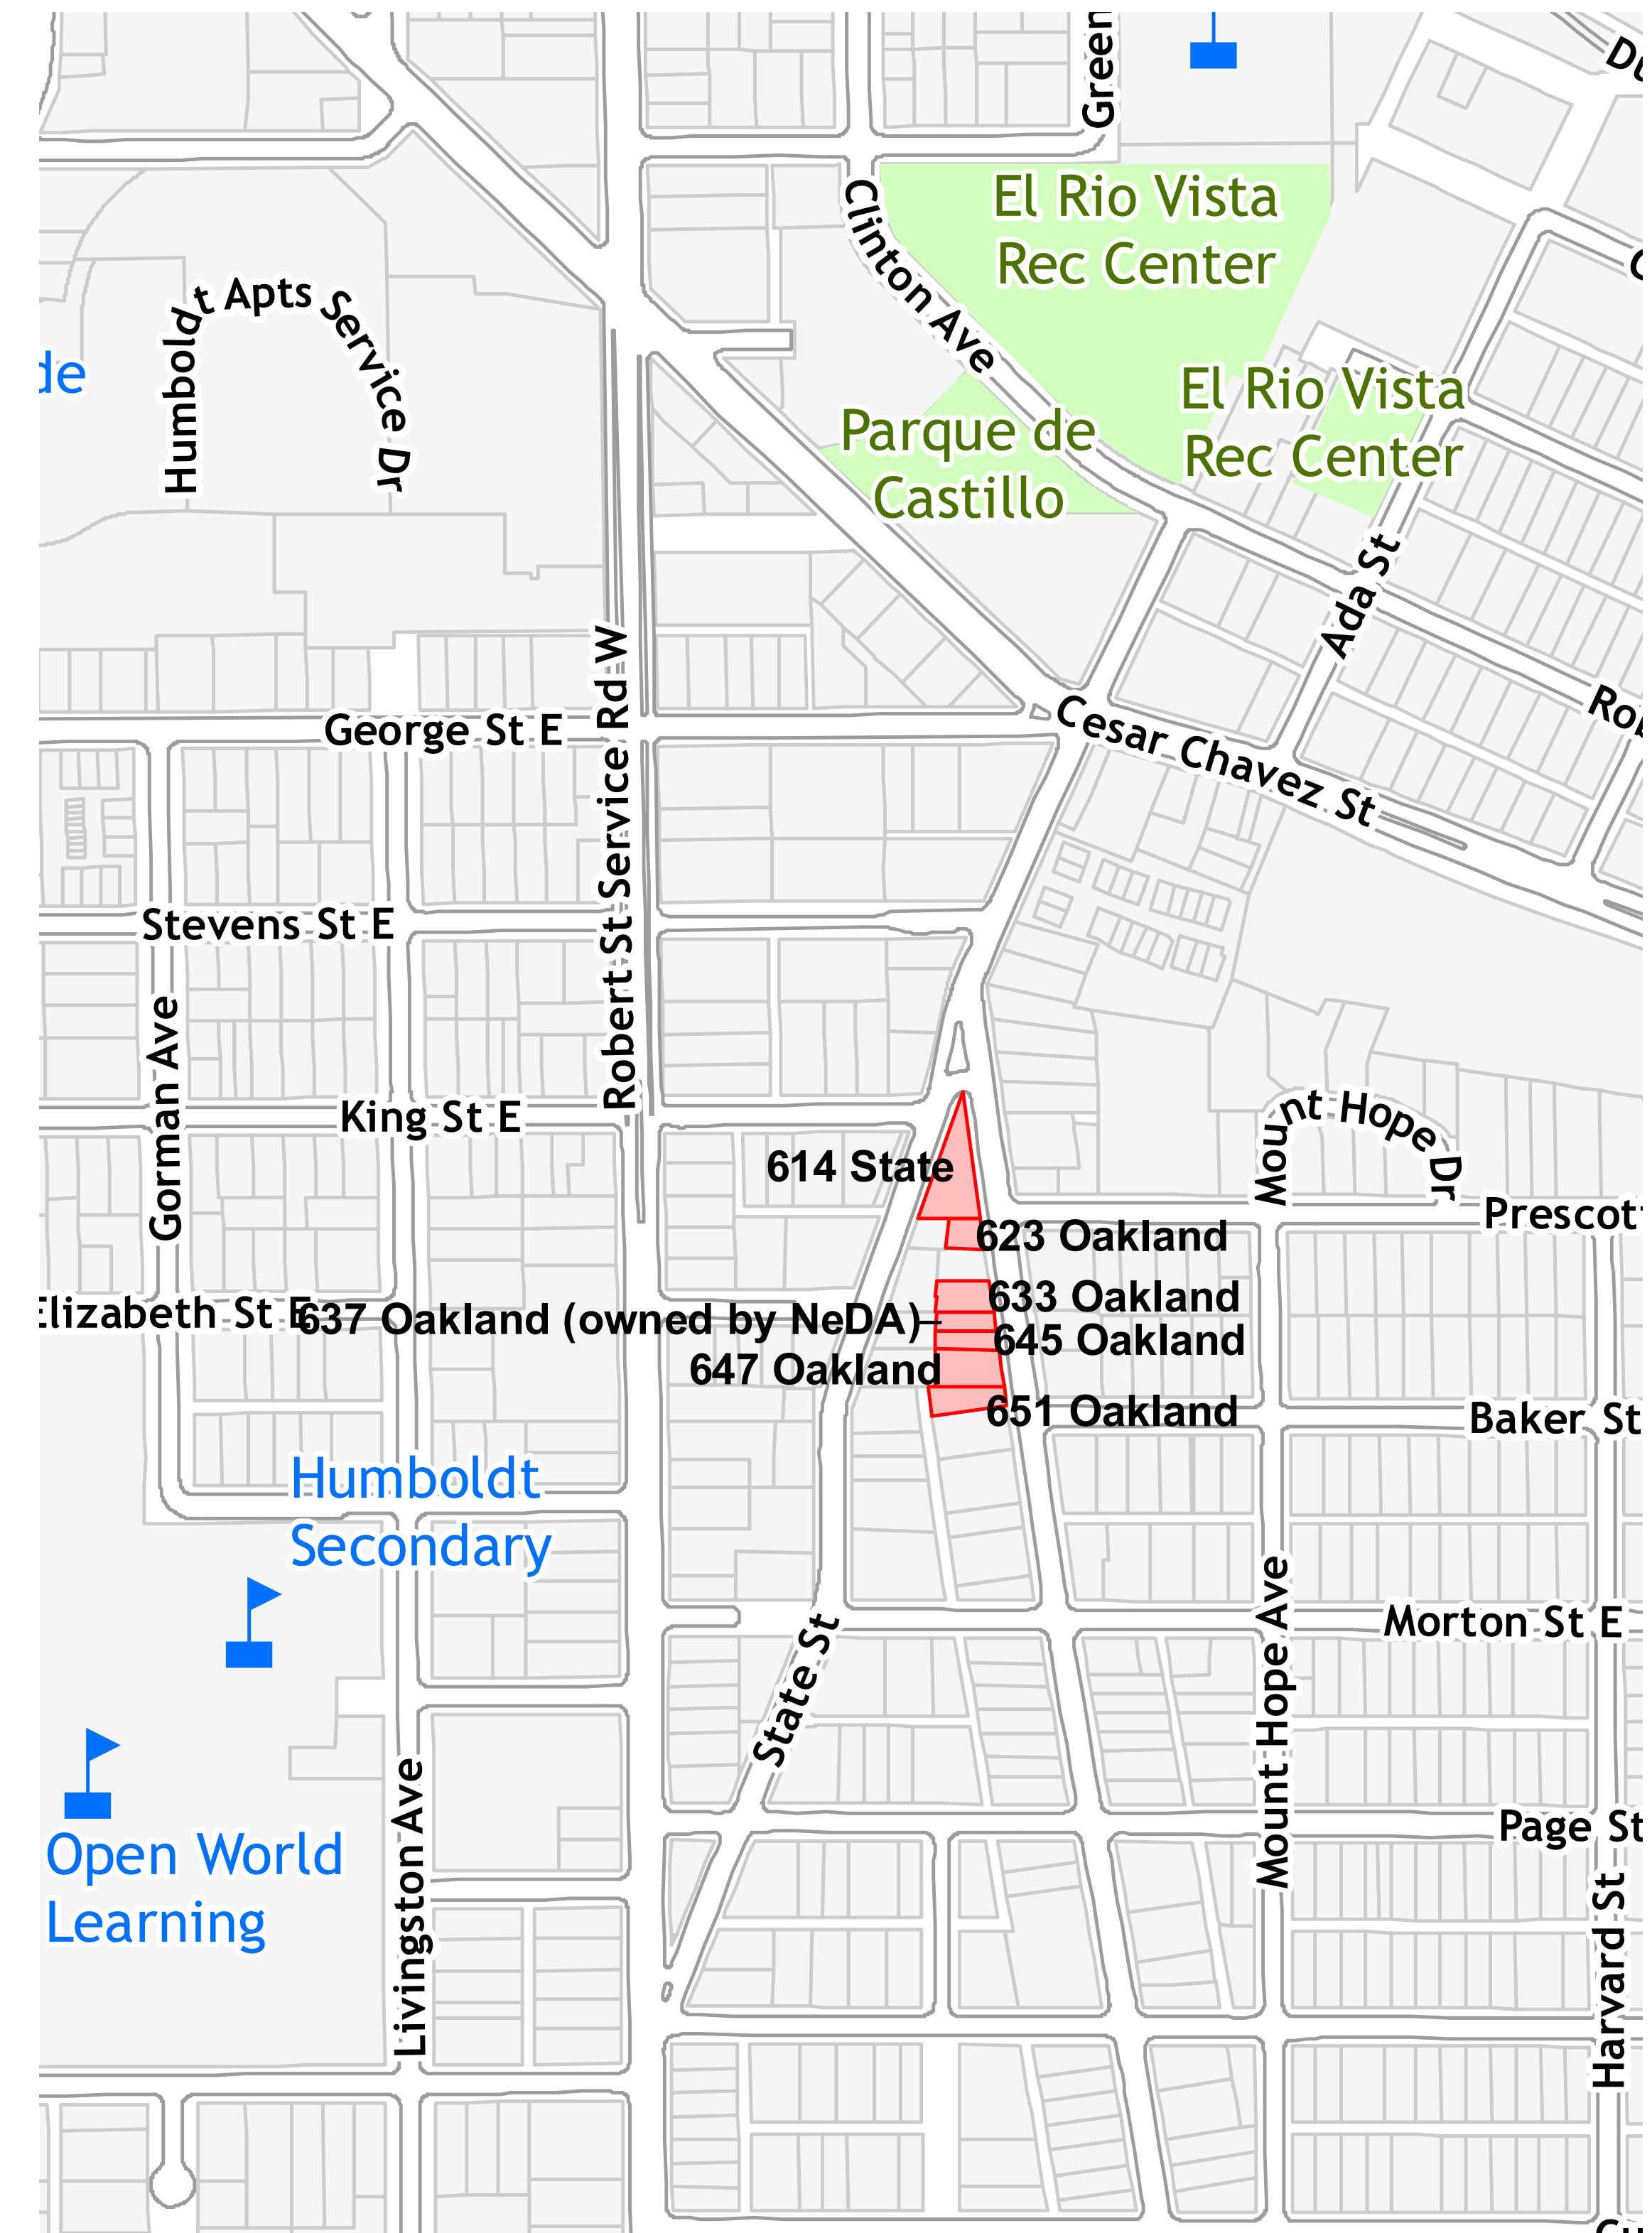 Green
El Rio Vista
Rec Center
Clinton Ave
Humboldt Apts Service Dr
de
El Rio Vista
Rec Center
Parque de
Castillo
Ada St
Robert St Service Rd W
George St E
Cesar Chavez St
Stevens St E
Gorman Ave
King St E
Mount Hope Dr
614 State
Prescot
623 Oakland
633 Oakland
Elizabeth St E
637 Oakland (owned by NeDA)
645 Oakland
647 Oakland
651 Oakland
Baker St
Humboldt
Secondary
Mount Hope Ave
Morton St E
State St
Livingston Ave
Open World
Learning
Page St
Harvard St